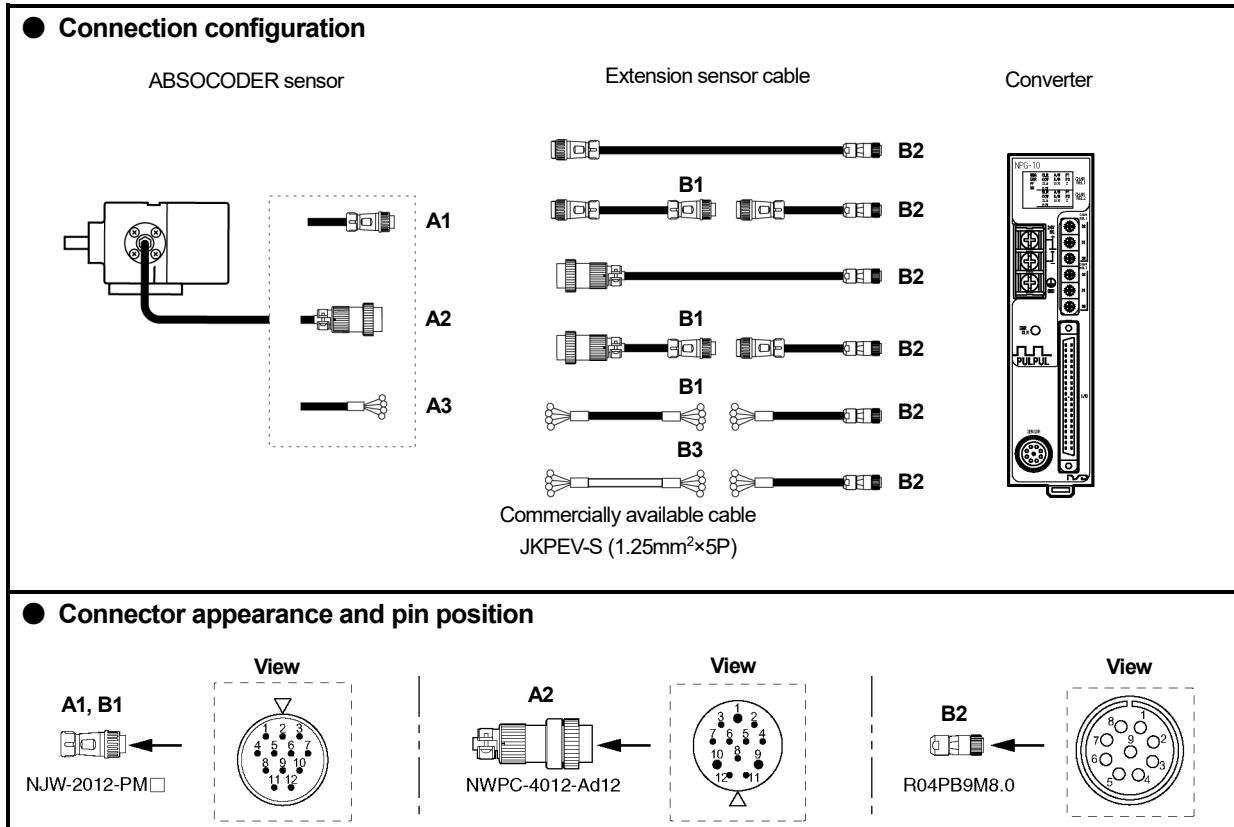 ● Connection configuration
ABSOCODER sensor
Extension sensor cable
Converter
A1
A2
A3
B2
B1
B2
B2
B1
B2
B1
B2
B3
B2
Commercially available cable
JKPEV-S (1.25mm²×5P)
NPG-10
PULPUL
I/O
SENSOR
● Connector appearance and pin position
A1, B1
NJW-2012-PM□
View
1 2 3
4 5 6 7
8 9 10
11 12
A2
NWPC-4012-Ad12
View
1
3 2
7 6 5 4
10 8 9
12 11
B2
R04PB9M8.0
View
8 1
7 9 2
6 3
5 4